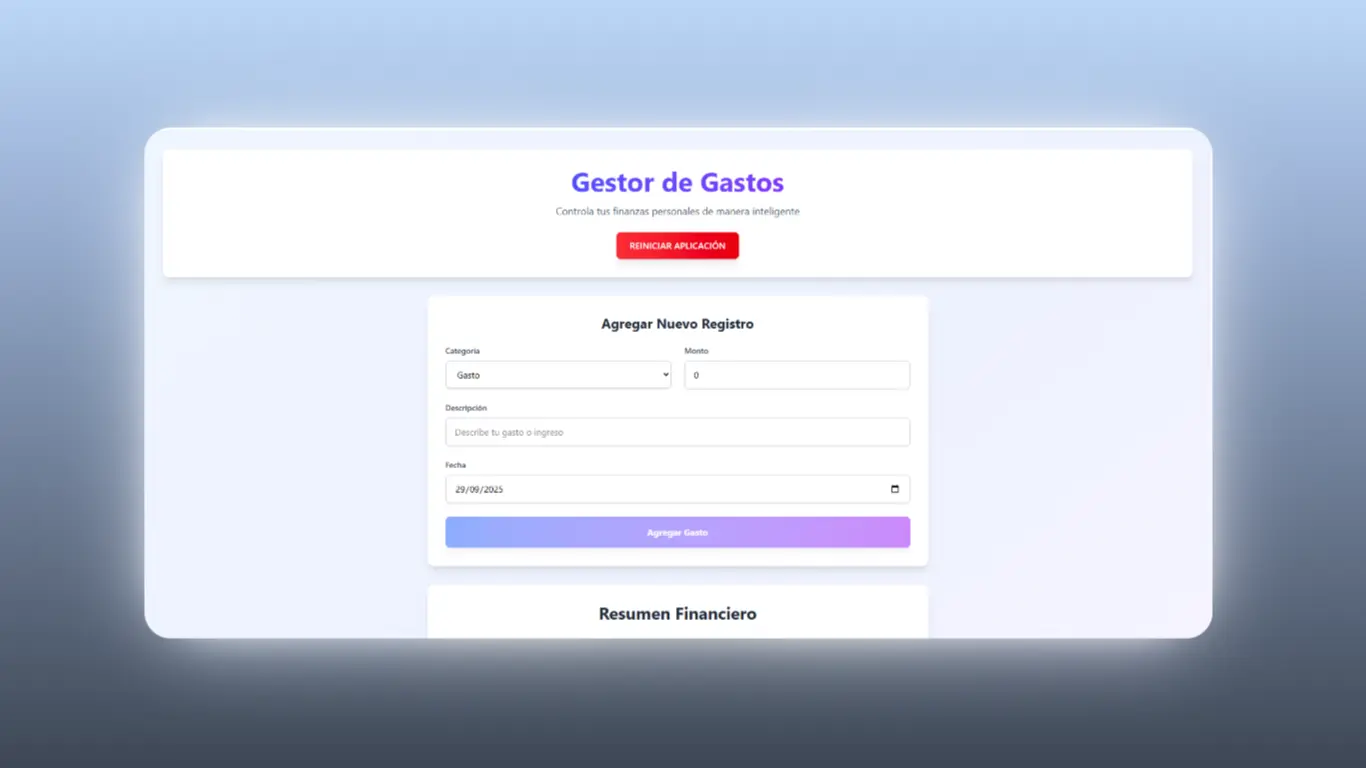 Gestor de Gastos
Controla tus finanzas personales de manera inteligente
REINICIAR APLICACIÓN
Agregar Nuevo Registro
Categoría Monto
Gasto 0
Descripción
Describe tu gasto o ingreso
Fecha
29/09/2025
Agregar Gasto
Resumen Financiero